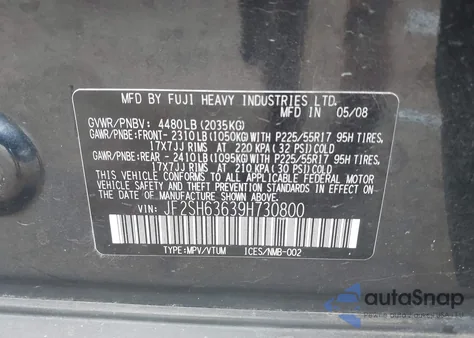 MFD BY FUJI HEAVY INDUSTRIES LTD.
MFD IN 05/08
GVWR/PNBV: 4480LB (2035KG)
GAWR/PNBE:FRONT- 2310LB(1050KG)WITH P225/55R17 95H TIRES,
17X7JJ RIMS AT 220 KPA (32 PSI)COLD
GAWR/PNBE:REAR - 2410LB(1095KG)WITH P225/55R17 95H TIRES,
17X7JJ RIMS AT 210 KPA (30 PSI)COLD
THIS VEHICLE CONFORMS TO ALL APPLICABLE FEDERAL MOTOR
VEHICLE SAFETY AND THEFT PREVENTION STANDARDS IN EFFECT ON
THE DATE OF MANUFACTURE SHOWN ABOVE.
VIN: JF2SH63639H730800
TYPE:MPV/VTUM ICES/NMB-002
autoSnap